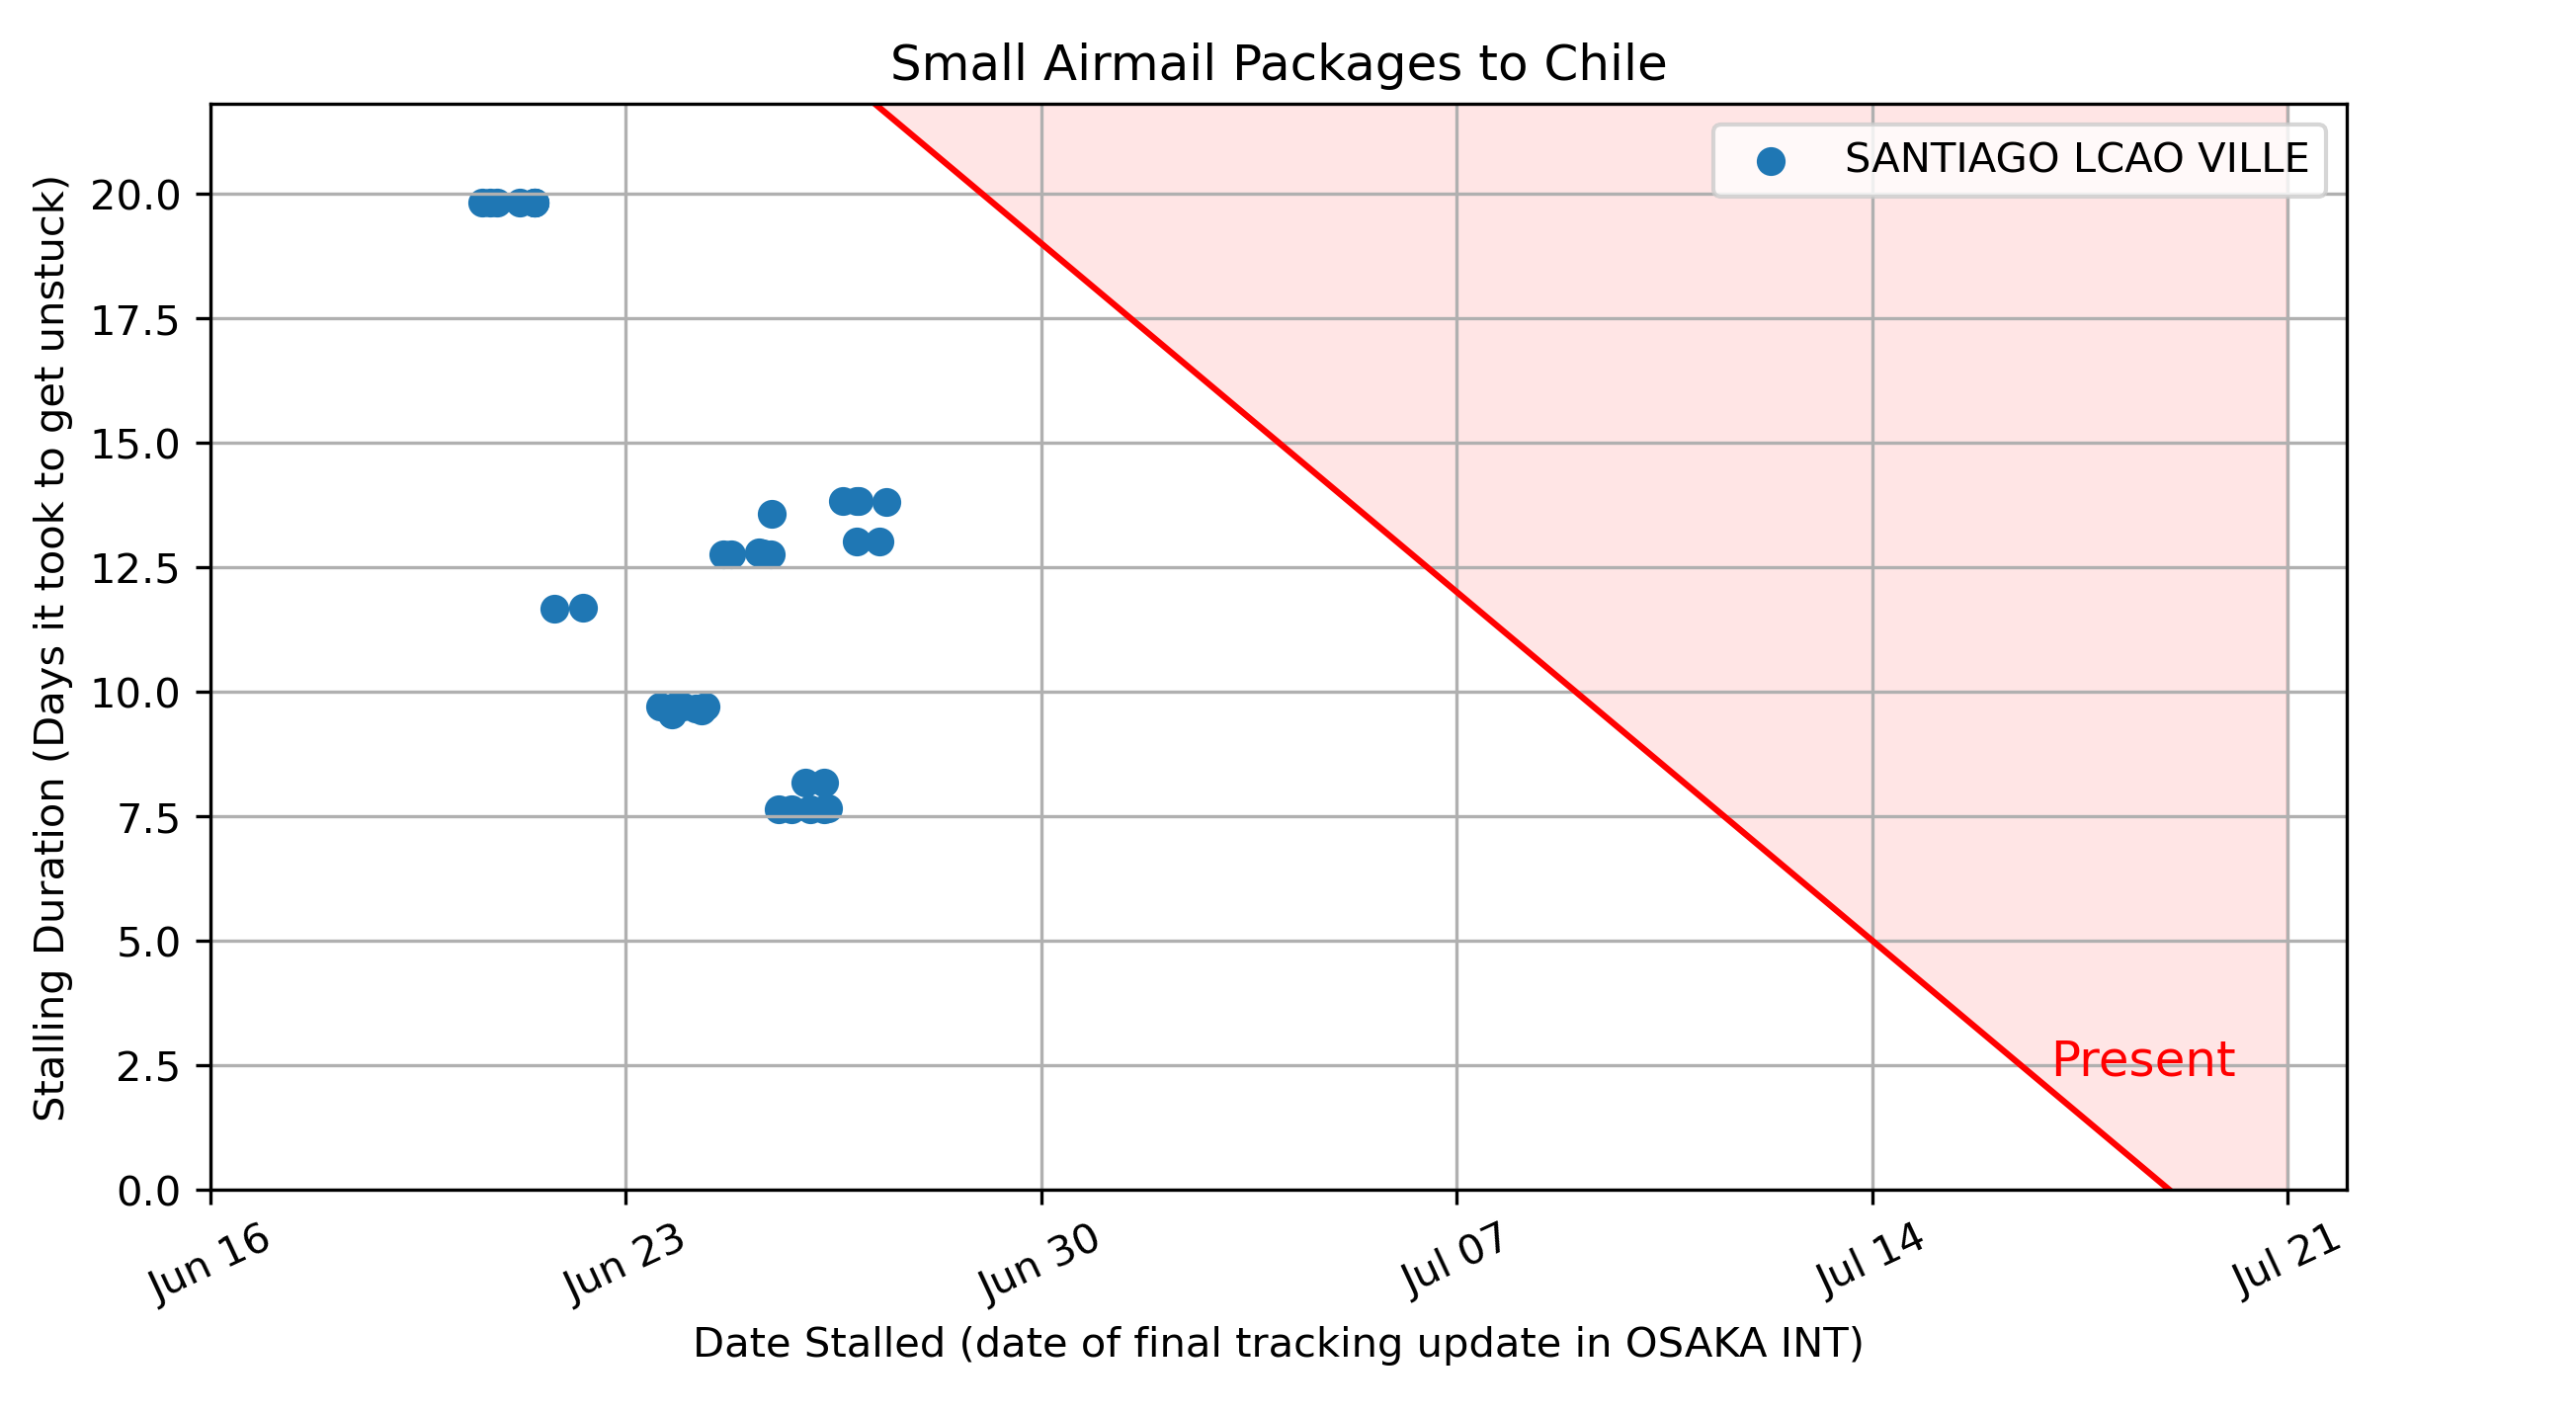 Small Airmail Packages to Chile
SANTIAGO LCAO VILLE
Stalling Duration (Days it took to get unstuck)
20.0
17.5
15.0
12.5
10.0
7.5
5.0
2.5
0.0
Present
Jun 16
Jun 23
Jun 30
Jul 07
Jul 14
Jul 21
Date Stalled (date of final tracking update in OSAKA INT)